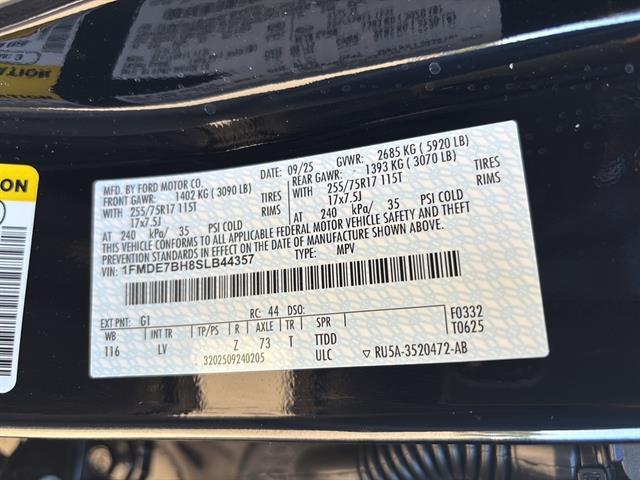 ON
MFD. BY FORD MOTOR CO. DATE: 09/25 GVWR: 2685 KG ( 5920 LB)
FRONT GAWR: 1402 KG ( 3090 LB) REAR GAWR: 1393 KG ( 3070 LB)
WITH 255/75R17 115T TIRES WITH 255/75R17 115T TIRES
17x7.5J RIMS 17x7.5J RIMS
AT 240 kPa/ 35 PSI COLD AT 240 kPa/ 35 PSI COLD
THIS VEHICLE CONFORMS TO ALL APPLICABLE FEDERAL MOTOR VEHICLE SAFETY AND THEFT
PREVENTION STANDARDS IN EFFECT ON THE DATE OF MANUFACTURE SHOWN ABOVE.
VIN: 1FMDE7BH8SLB44357 TYPE: MPV
EXT PNT: G1 RC: 44 DSO: F0332
WB INT TR TP/PS R AXLE TR SPR T0625
116 LV Z 73 T TTDD
3202509240205 ULC RU5A-3520472-AB